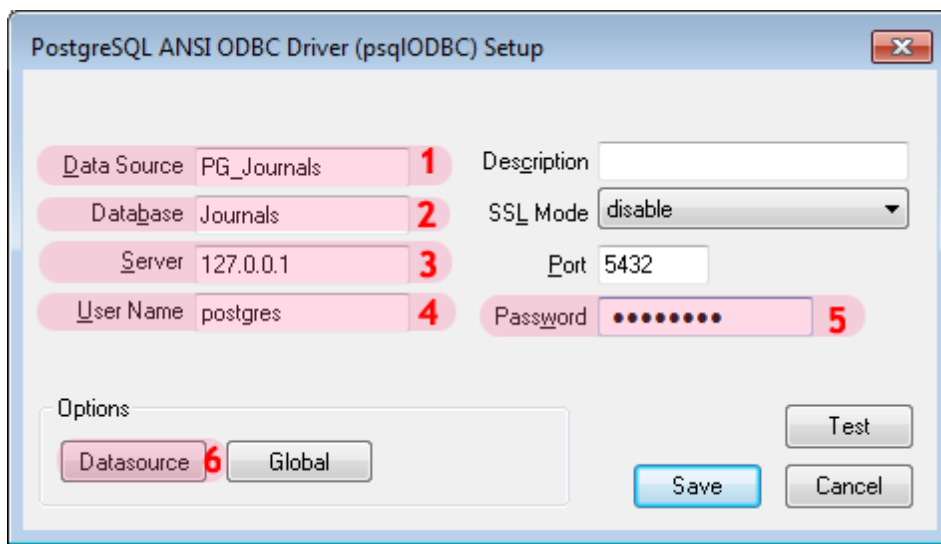 PostgreSQL ANSI ODBC Driver (psqlODBC) Setup
Data Source PG_Journals 1 Description
Database Journals 2 SSL Mode disable
Server 127.0.0.1 3 Port 5432
User Name postgres 4 Password ●●●●●●●● 5
Options
Datasource 6 Global
Test
Save Cancel